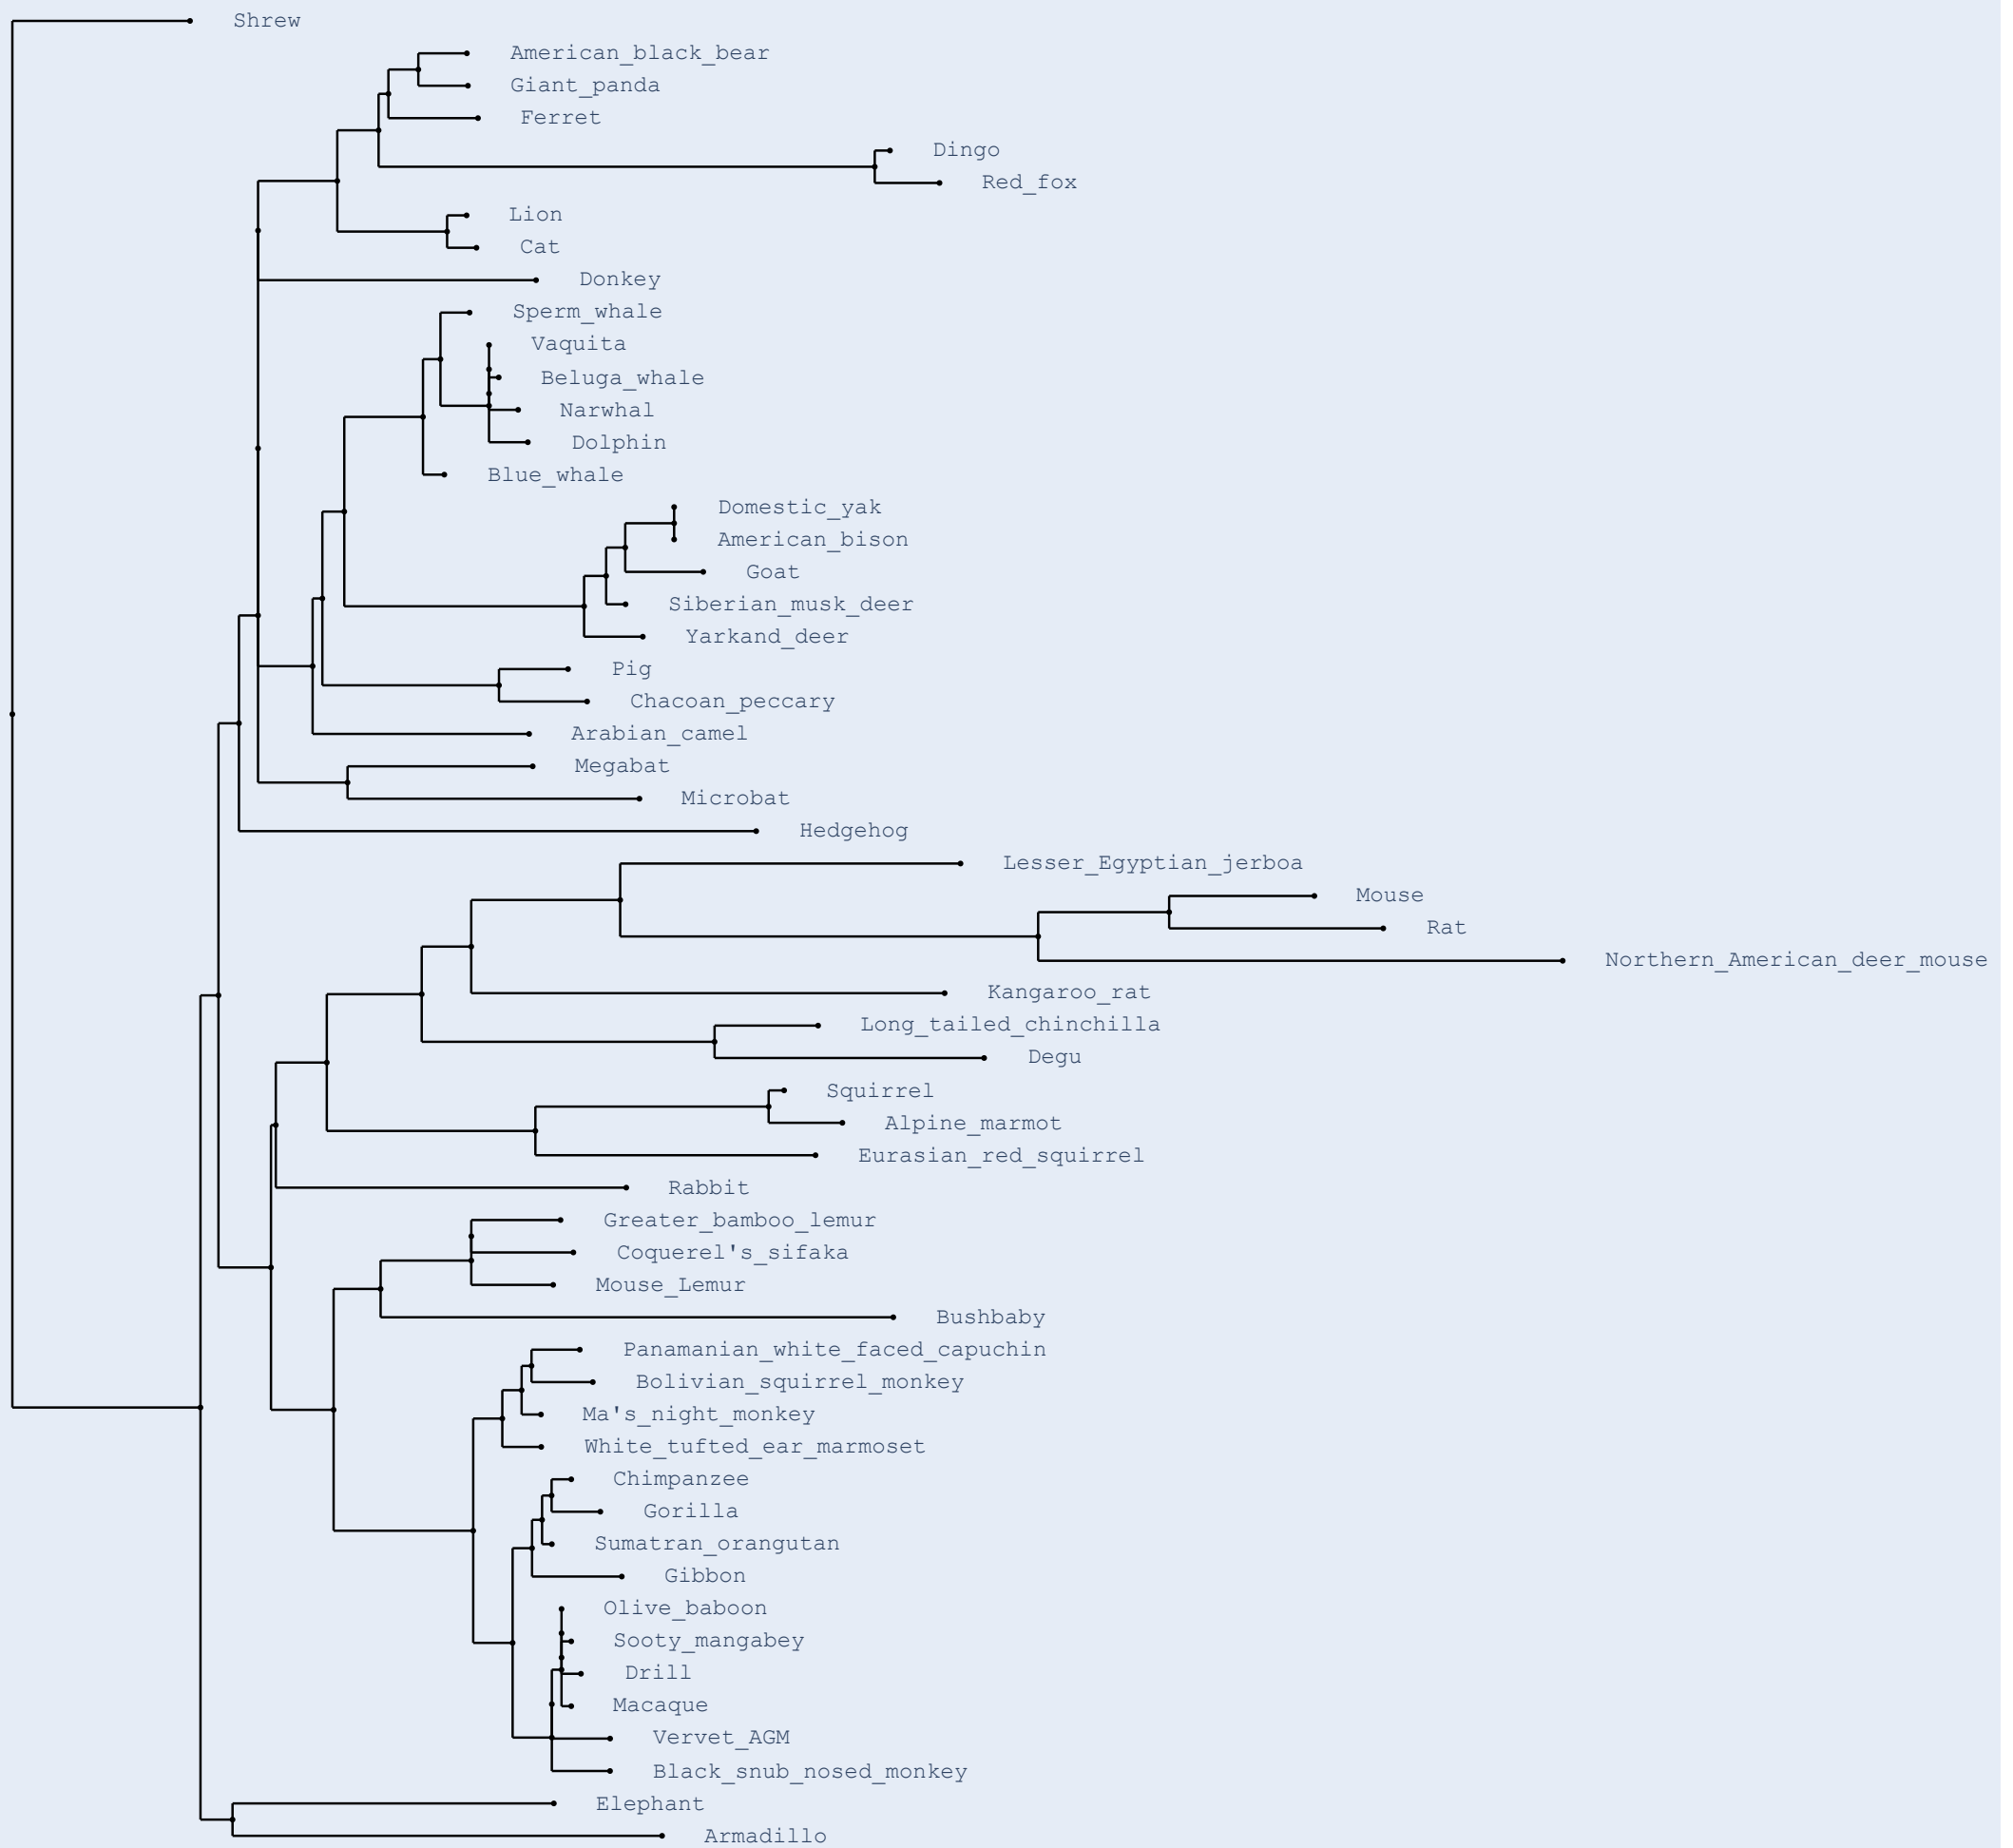 Shrew
American_black_bear
Giant_panda
Ferret
Dingo
Red_fox
Lion
Cat
Donkey
Sperm_whale
Vaquita
Beluga_whale
Narwhal
Dolphin
Blue_whale
Domestic_yak
American_bison
Goat
Siberian_musk_deer
Yarkand_deer
Pig
Chacoan_peccary
Arabian_camel
Megabat
Microbat
Hedgehog
Lesser_Egyptian_jerboa
Mouse
Rat
Northern_American_deer_mouse
Kangaroo_rat
Long_tailed_chinchilla
Degu
Squirrel
Alpine_marmot
Eurasian_red_squirrel
Rabbit
Greater_bamboo_lemur
Coquerel's_sifaka
Mouse_Lemur
Bushbaby
Panamanian_white_faced_capuchin
Bolivian_squirrel_monkey
Ma's_night_monkey
White_tufted_ear_marmoset
Chimpanzee
Gorilla
Sumatran_orangutan
Gibbon
Olive_baboon
Sooty_mangabey
Drill
Macaque
Vervet_AGM
Black_snub_nosed_monkey
Elephant
Armadillo